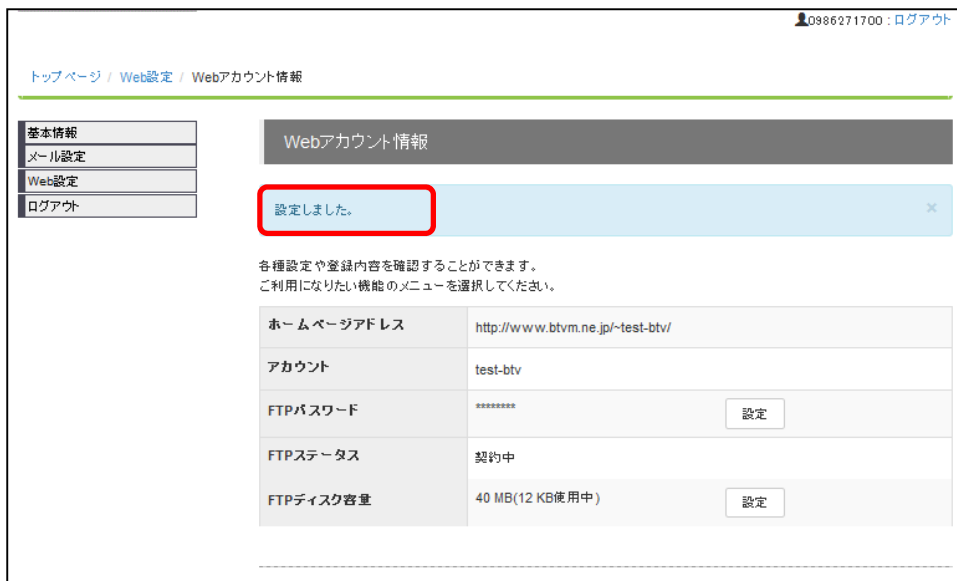 0986271700 : ログアウト
トップページ / Web設定 / Webアカウント情報
基本情報
メール設定
Web設定
ログアウト
Webアカウント情報
設定しました。 ×
各種設定や登録内容を確認することができます。
ご利用になりたい機能のメニューを選択してください。
ホームページアドレス http://www.btvm.ne.jp/~test-btv/
アカウント test-btv
FTPパスワード ******** 設定
FTPステータス 契約中
FTPディスク容量 40 MB(12 KB使用中) 設定